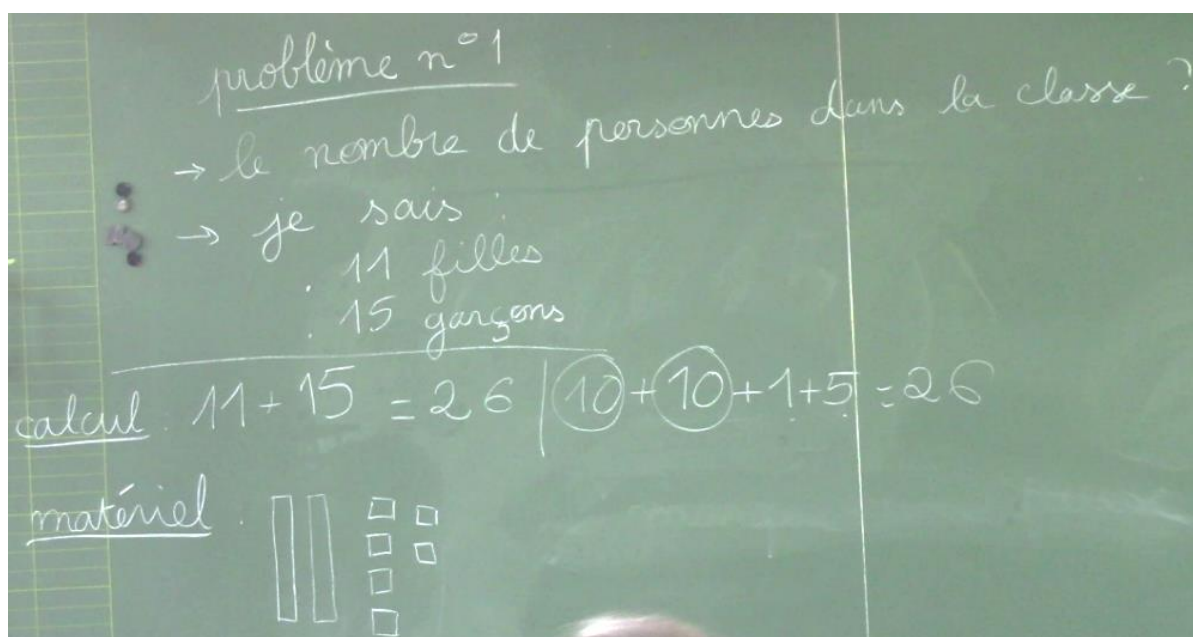 problème n°1
→ le nombre de personnes dans la classe ?
→ je sais :
. 11 filles
. 15 garçons
calcul. 11 + 15 = 26 | 10 + 10 + 1 + 5 = 26
matériel.